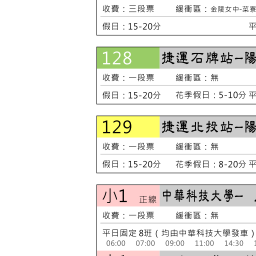 收費：三段票 緩衝區：金陵女中-菜寮
假日：15-20分 平
128 捷運石牌站-陽
收費：一段票 緩衝區：無
假日：15-20分 花季假日：5-10分 平
129 捷運北投站-陽
收費：一段票 緩衝區：無
假日：15-20分 花季假日：8-20分 平
小1 正線 中華科技大學-
收費：一段票 緩衝區：無
平日固定 8班（均由中華科技大學發車）
06:00 07:00 09:00 11:00 14:30